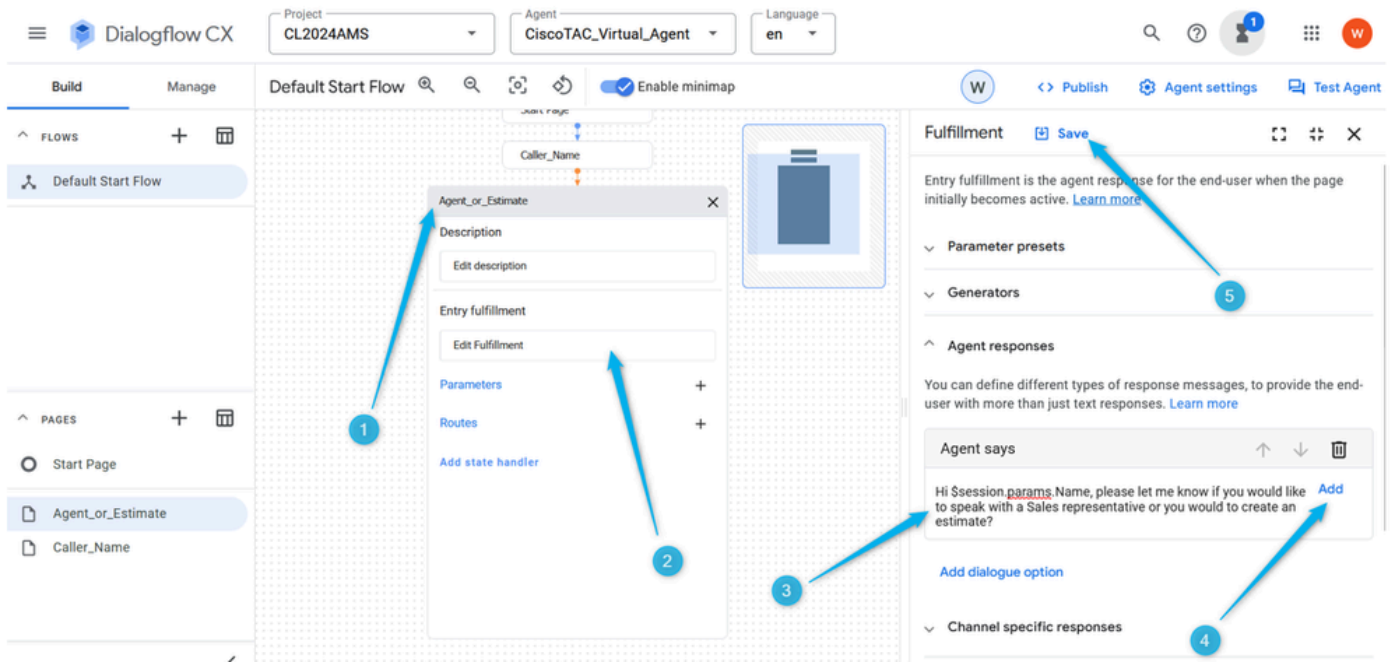 Dialogflow CX
Project
CL2024AMS
Agent
CiscoTAC_Virtual_Agent
Language
en
1
W
Build
Manage
Default Start Flow
Enable minimap
W
Publish
Agent settings
Test Agent
FLOWS
Default Start Flow
PAGES
Start Page
Agent_or_Estimate
Caller_Name
Start Page
Caller_Name
Agent_or_Estimate
Description
Edit description
Entry fulfillment
Edit Fulfillment
Parameters
Routes
Add state handler
1
2
Fulfillment
Save
Entry fulfillment is the agent response for the end-user when the page
initially becomes active. Learn more
Parameter presets
Generators
5
Agent responses
You can define different types of response messages, to provide the end-
user with more than just text responses. Learn more
Agent says
Hi $session.params.Name, please let me know if you would like
to speak with a Sales representative or you would to create an
estimate?
Add
3
Add dialogue option
Channel specific responses
4